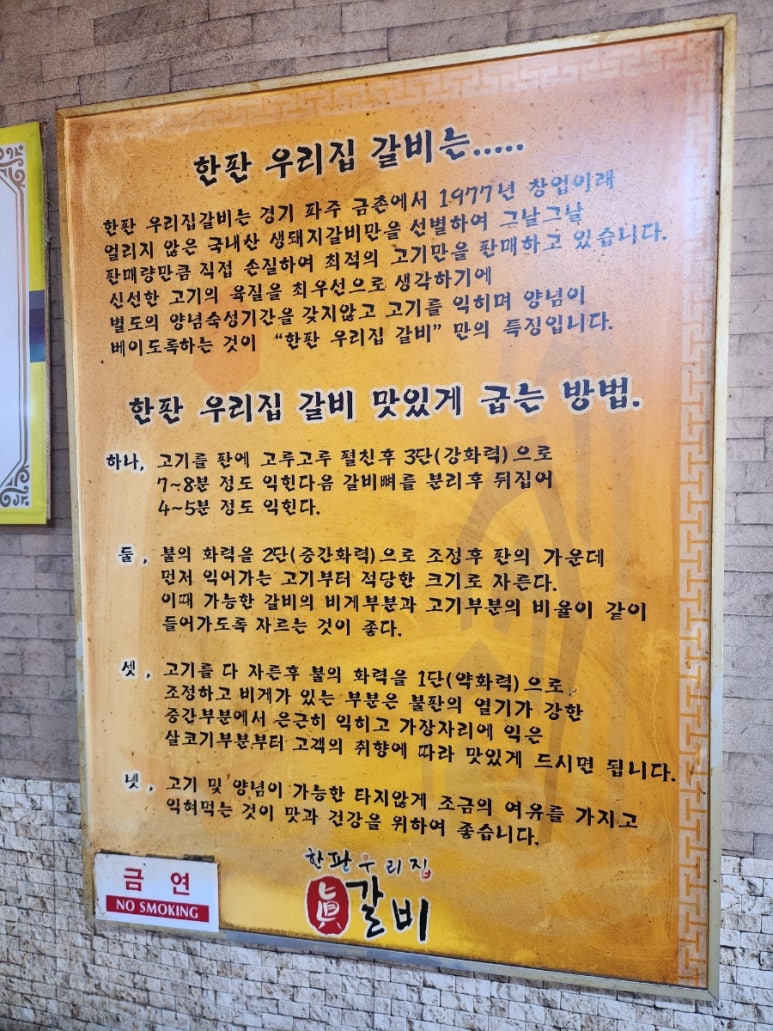 한판 우리집 갈비는.....
한판 우리집갈비는 경기 파주 금촌에서 1977년 창업이래
얼리지 않은 국내산 생돼지갈비만을 선별하여 그날그날
판매량만큼 직접 손질하여 최적의 고기만을 판매하고 있습니다.
신선한 고기의 육질을 최우선으로 생각하기에
별도의 양념숙성기간을 갖지않고 고기를 익히며 양념이
베이도록하는 것이 "한판 우리집 갈비" 만의 특징입니다.
한판 우리집 갈비 맛있게 굽는 방법.
하나, 고기를 판에 고루고루 펼친후 3단(강화력)으로
7~8분 정도 익힌다음 갈비뼈를 분리후 뒤집어
4~5분 정도 익힌다.
둘, 불의 화력을 2단(중간화력)으로 조정후 판의 가운데
먼저 익어가는 고기부터 적당한 크기로 자른다.
이때 가능한 갈비의 비게부분과 고기부분의 비율이 같이
들어가도록 자르는 것이 좋다.
셋, 고기를 다 자른후 불의 화력을 1단(약화력)으로
조정하고 비게가 있는 부분은 불판의 열기가 강한
중간부분에서 은근히 익히고 가장자리에 익은
살코기부분부터 고객의 취향에 따라 맛있게 드시면 됩니다.
넷, 고기 및 양념이 가능한 타지않게 조금의 여유를 가지고
익혀먹는 것이 맛과 건강을 위하여 좋습니다.
한판우리집
眞갈비
금연
NO SMOKING